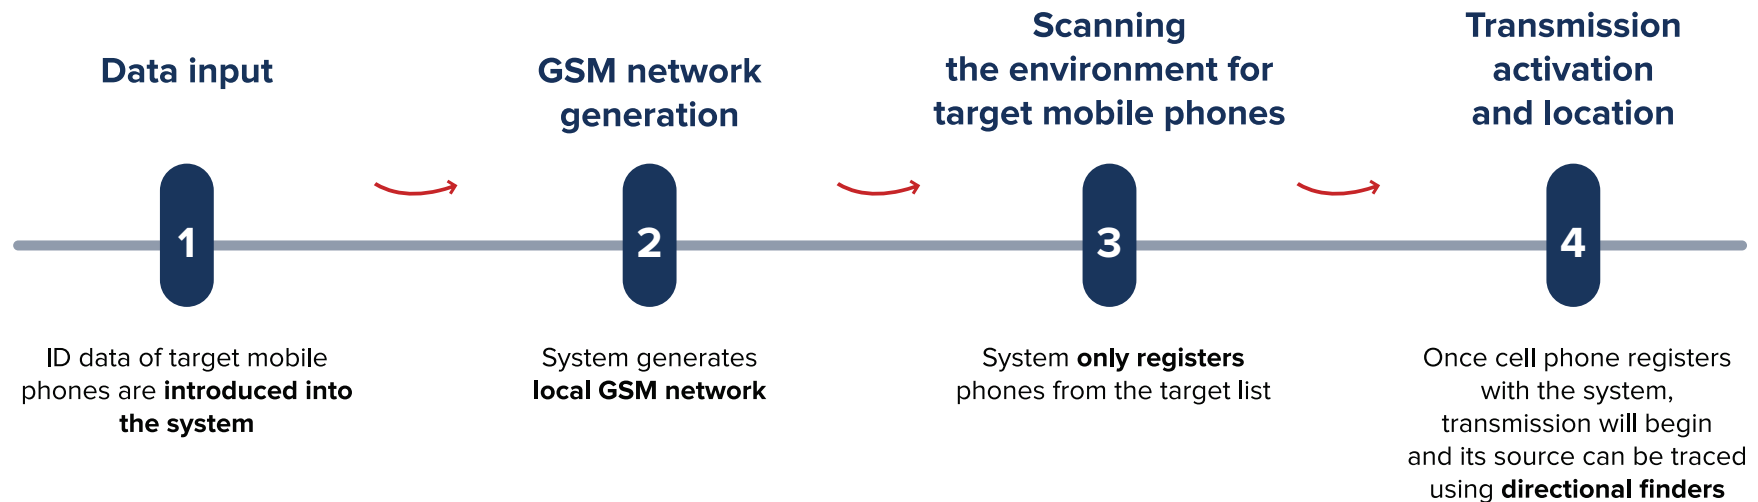 Data input
GSM network
generation
Scanning
the environment for
target mobile phones
Transmission
activation
and location
1
2
3
4
ID data of target mobile
phones are introduced into
the system
System generates
local GSM network
System only registers
phones from the target list
Once cell phone registers
with the system,
transmission will begin
and its source can be traced
using directional finders